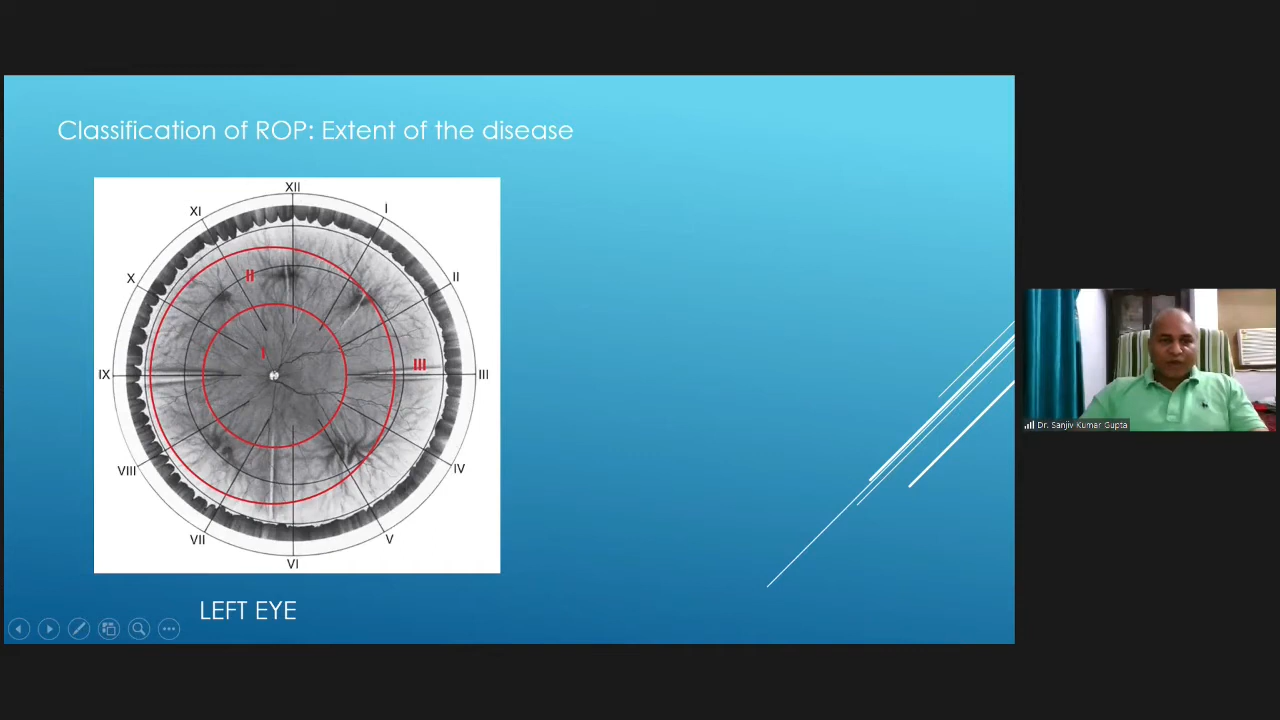 Classification of ROP: Extent of the disease
XII
XI
I
X
II
II
I
III
IX
III
VIII
IV
VII
V
VI
LEFT EYE
Dr. Sanjiv Kumar Gupta